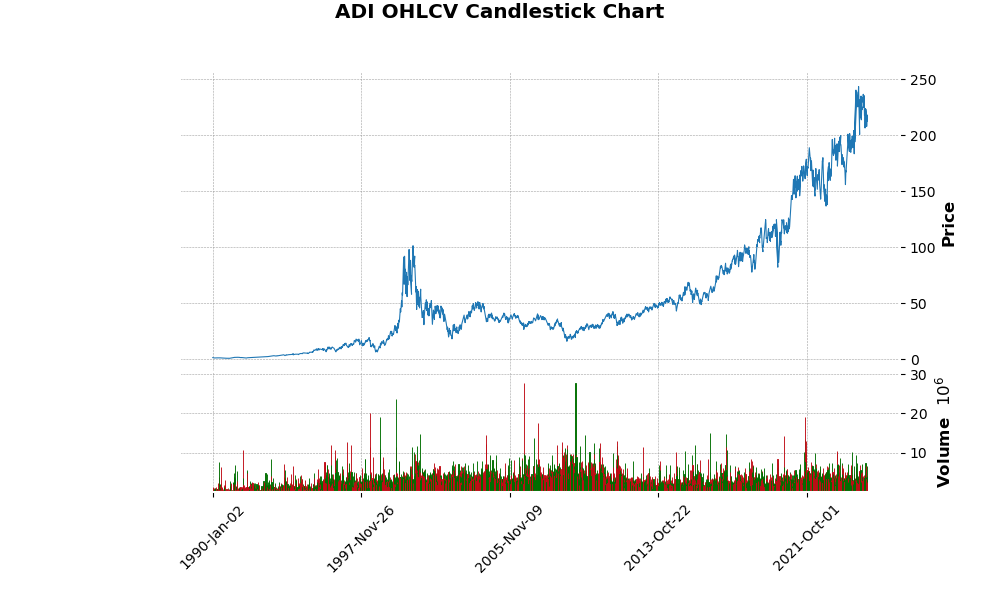 ADI OHLCV Candlestick Chart
250
200
150
100
50
0
Price
30
20
10
Volume 10^6
1990-Jan-02
1997-Nov-26
2005-Nov-09
2013-Oct-22
2021-Oct-01